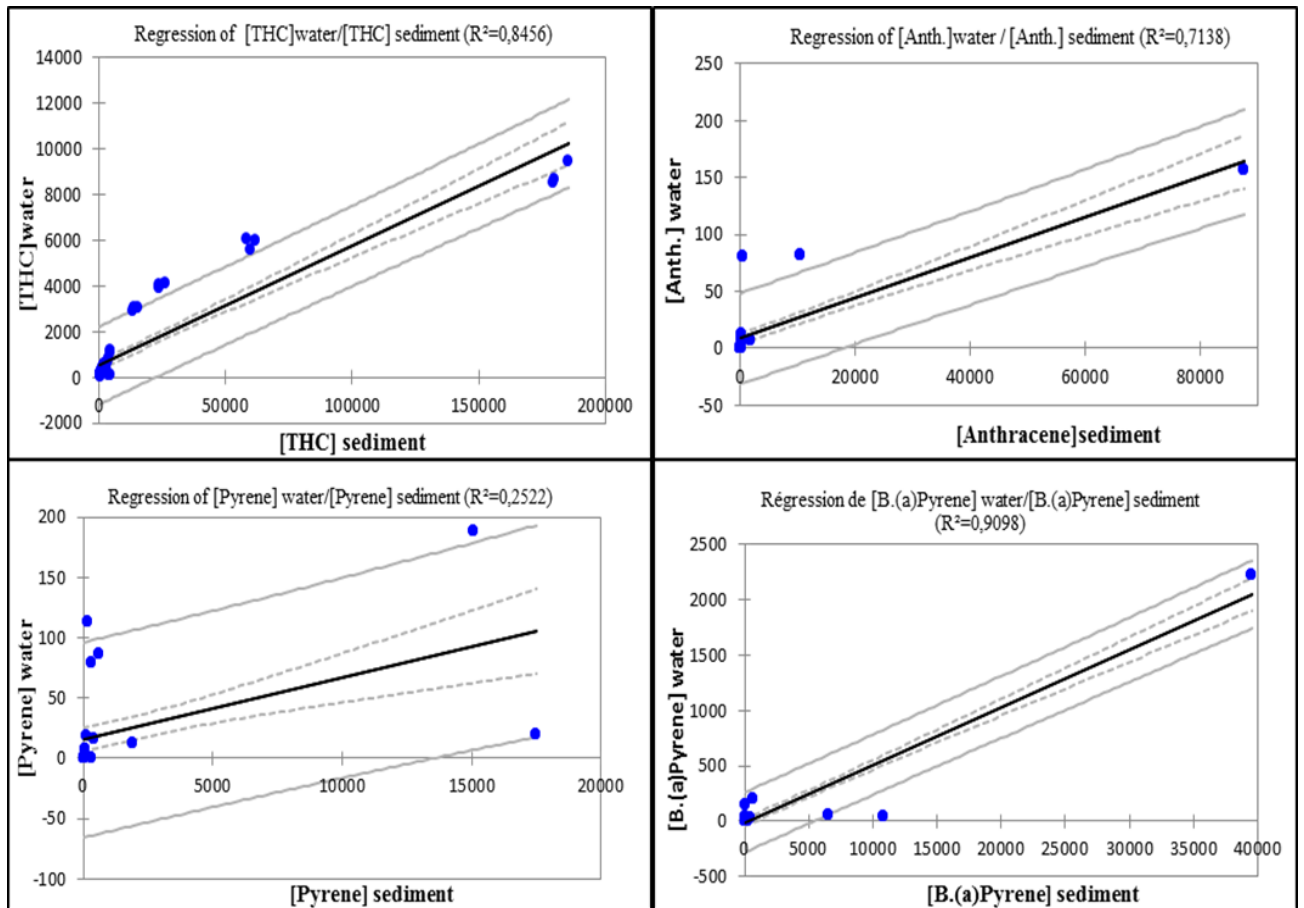 Regression of [THC]water/[THC] sediment (R²=0,8456)
14000
12000
10000
8000
6000
4000
2000
0
-2000
[THC]water
0 50000 100000 150000 200000
[THC] sediment
Regression of [Anth.]water / [Anth.] sediment (R²=0,7138)
250
200
150
100
50
0
-50
[Anth.] water
0 20000 40000 60000 80000
[Anthracene]sediment
Regression of [Pyrene] water/[Pyrene] sediment (R²=0,2522)
200
150
100
50
0
-50
-100
[Pyrene] water
0 5000 10000 15000 20000
[Pyrene] sediment
Régression de [B.(a)Pyrene] water/[B.(a)Pyrene] sediment
(R²=0,9098)
2500
2000
1500
1000
500
0
-500
[B.(a)Pyrene] water
0 5000 10000 15000 20000 25000 30000 35000 40000
[B.(a)Pyrene] sediment